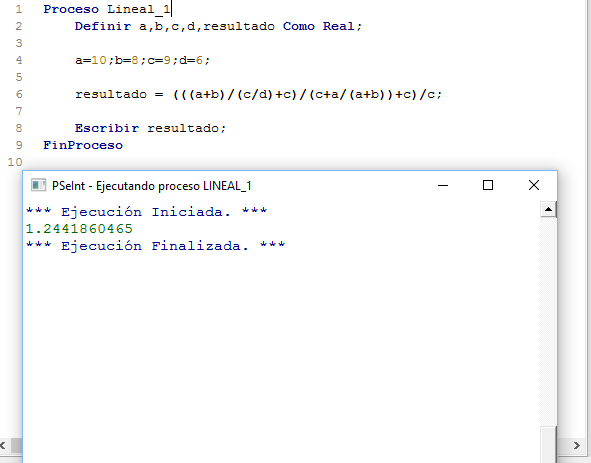 1 Proceso Lineal_1
2 Definir a,b,c,d,resultado Como Real;
3
4 a=10;b=8;c=9;d=6;
5
6 resultado = (((a+b)/(c/d)+c)/(c+a/(a+b))+c)/c;
7
8 Escribir resultado;
9 FinProceso
10
PSeInt - Ejecutando proceso LINEAL_1
*** Ejecución Iniciada. ***
1.2441860465
*** Ejecución Finalizada. ***